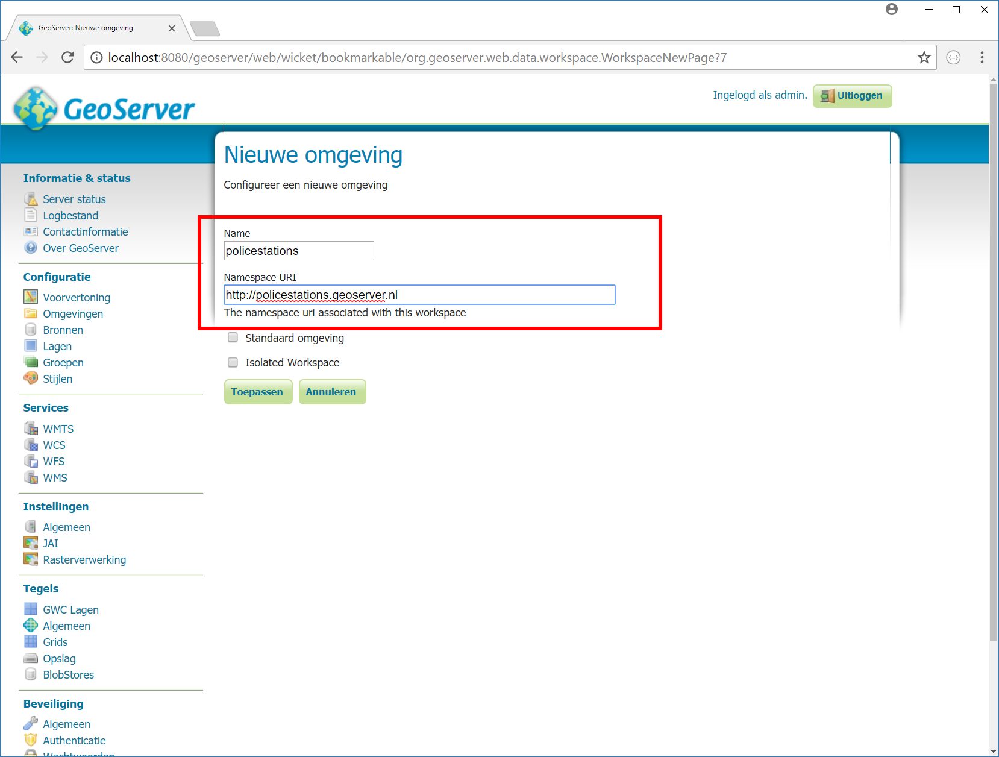 GeoServer: Nieuwe omgeving
localhost:8080/geoserver/web/wicket/bookmarkable/org.geoserver.web.data.workspace.WorkspaceNewPage?7
GeoServer
Ingelogd als admin.
Uitloggen
Nieuwe omgeving
Configureer een nieuwe omgeving
Name
policestations
Namespace URI
http://policestations.geoserver.nl
The namespace uri associated with this workspace
Standaard omgeving
Isolated Workspace
Toepassen
Annuleren
Informatie & status
Server status
Logbestand
Contactinformatie
Over GeoServer
Configuratie
Voorvertoning
Omgevingen
Bronnen
Lagen
Groepen
Stijlen
Services
WMTS
WCS
WFS
WMS
Instellingen
Algemeen
JAI
Rasterverwerking
Tegels
GWC Lagen
Algemeen
Grids
Opslag
BlobStores
Beveiliging
Algemeen
Authenticatie
Wachtwoorden